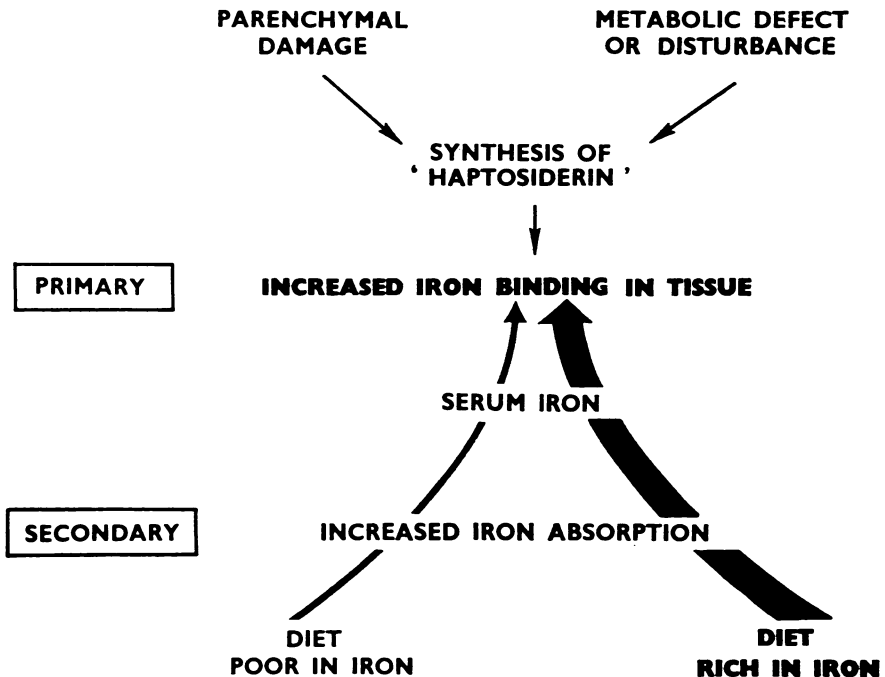 PARENCHYMAL
DAMAGE
METABOLIC DEFECT
OR DISTURBANCE
SYNTHESIS OF
‘ HAPTOSIDERIN ’
PRIMARY
INCREASED IRON BINDING IN TISSUE
SERUM IRON
SECONDARY
INCREASED IRON ABSORPTION
DIET
POOR IN IRON
DIET
RICH IN IRON